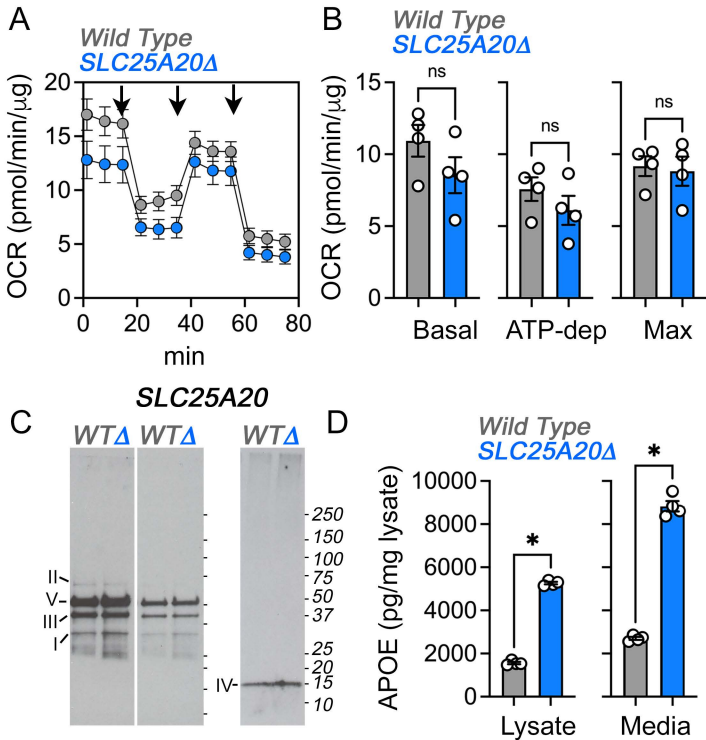 A
Wild Type
SLC25A20Δ
OCR (pmol/min/μg)
20
15
10
5
0
0 20 40 60 80
min
B
Wild Type
SLC25A20Δ
OCR (pmol/min/μg)
15
10
5
0
ns
ns
ns
Basal
ATP-dep
Max
C
SLC25A20
WT Δ WT Δ WT Δ
II
V
III
I
IV
250
150
100
75
50
37
25
20
15
10
D
Wild Type
SLC25A20Δ
APOE (pg/mg lysate)
10000
8000
6000
4000
2000
0
*
*
Lysate
Media